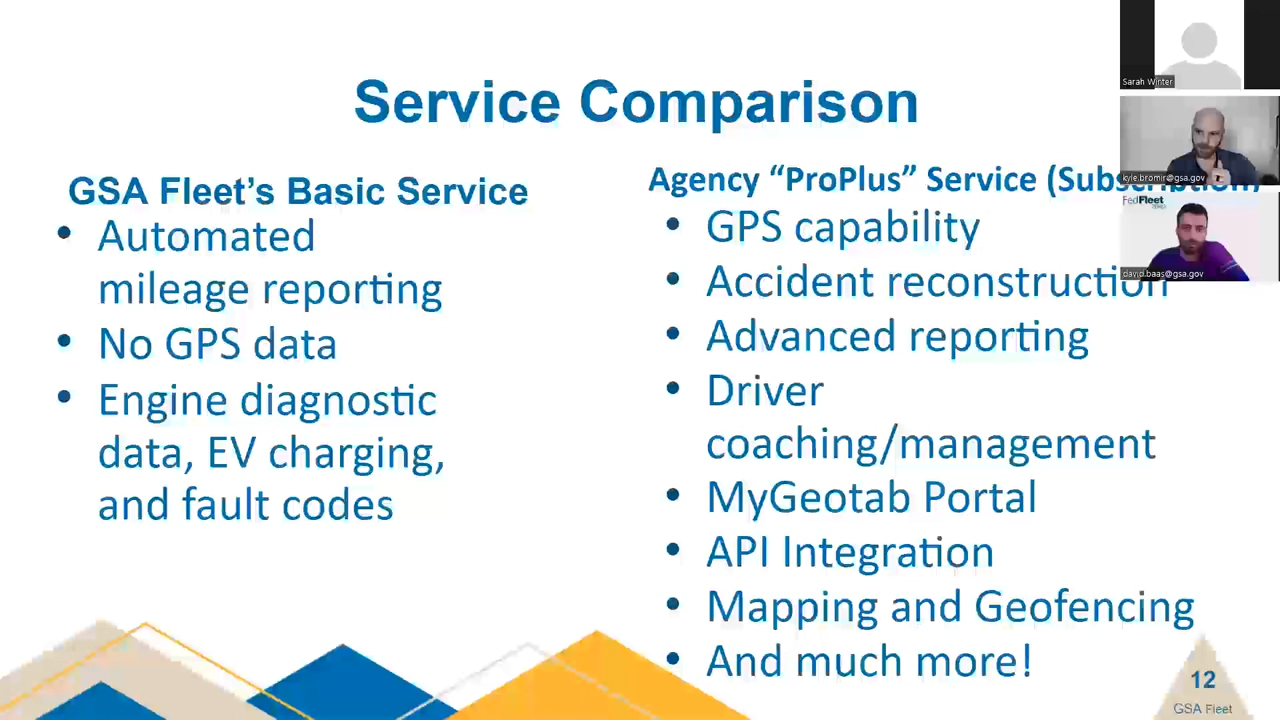 Service Comparison
GSA Fleet's Basic Service
• Automated
mileage reporting
• No GPS data
• Engine diagnostic
data, EV charging,
and fault codes
Agency “ProPlus” Service (Subscription)
• GPS capability
• Accident reconstruction
• Advanced reporting
• Driver
coaching/management
• MyGeotab Portal
• API Integration
• Mapping and Geofencing
• And much more!
Sarah Winter
kyle.bromir@gsa.gov
FedFleet
david.baas@gsa.gov
12
GSA Fleet